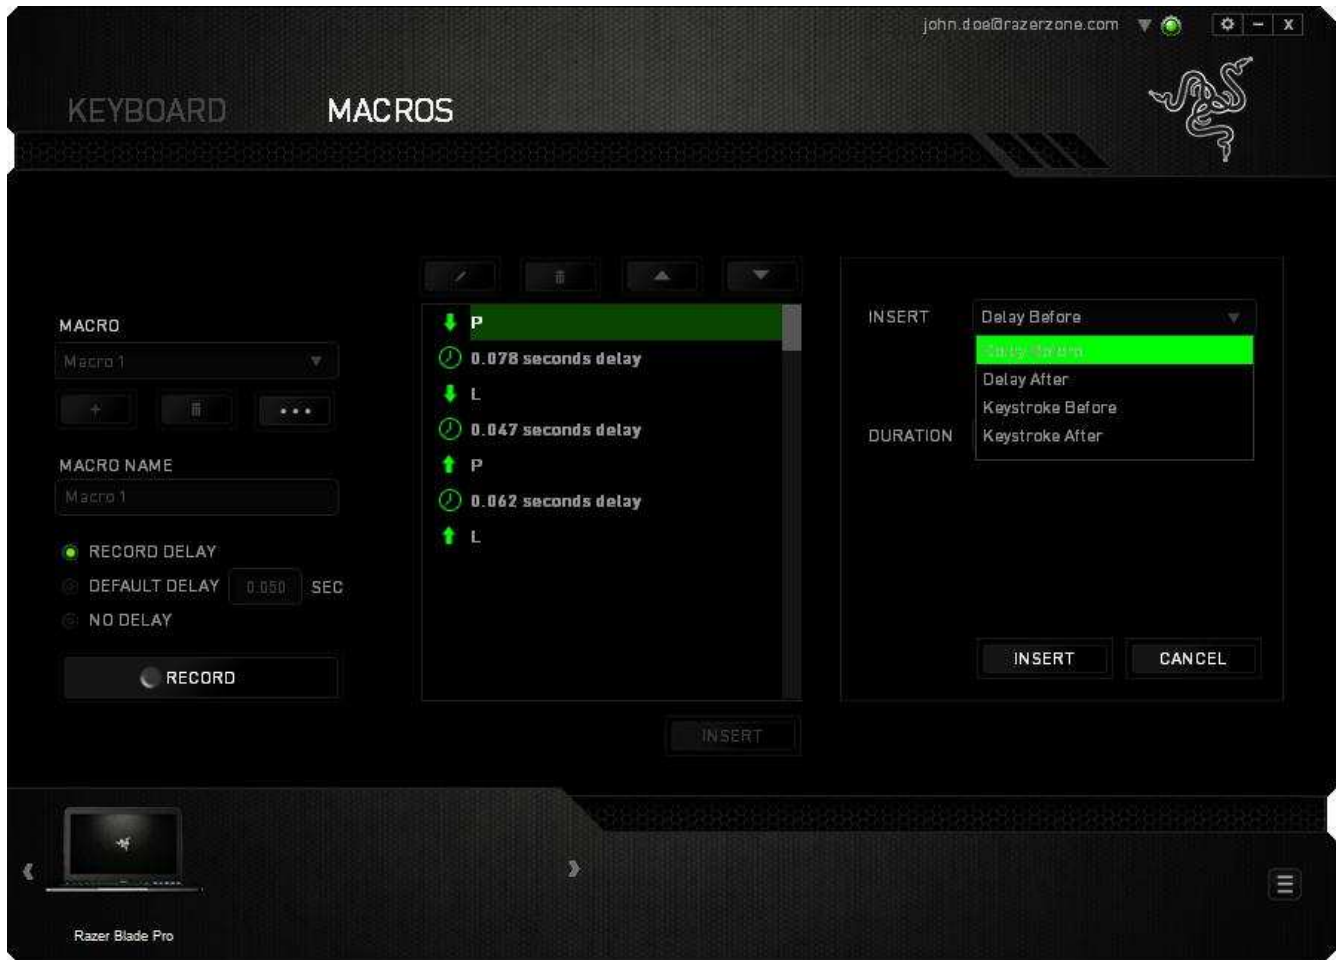 john.doe@razerzone.com
KEYBOARD
MACROS
MACRO
Macro 1
MACRO NAME
Macro 1
RECORD DELAY
DEFAULT DELAY 0.050 SEC
NO DELAY
RECORD
P
0.078 seconds delay
L
0.047 seconds delay
P
0.062 seconds delay
L
INSERT
INSERT Delay Before
Delay Before
Delay After
Keystroke Before
DURATION Keystroke After
INSERT CANCEL
Razer Blade Pro